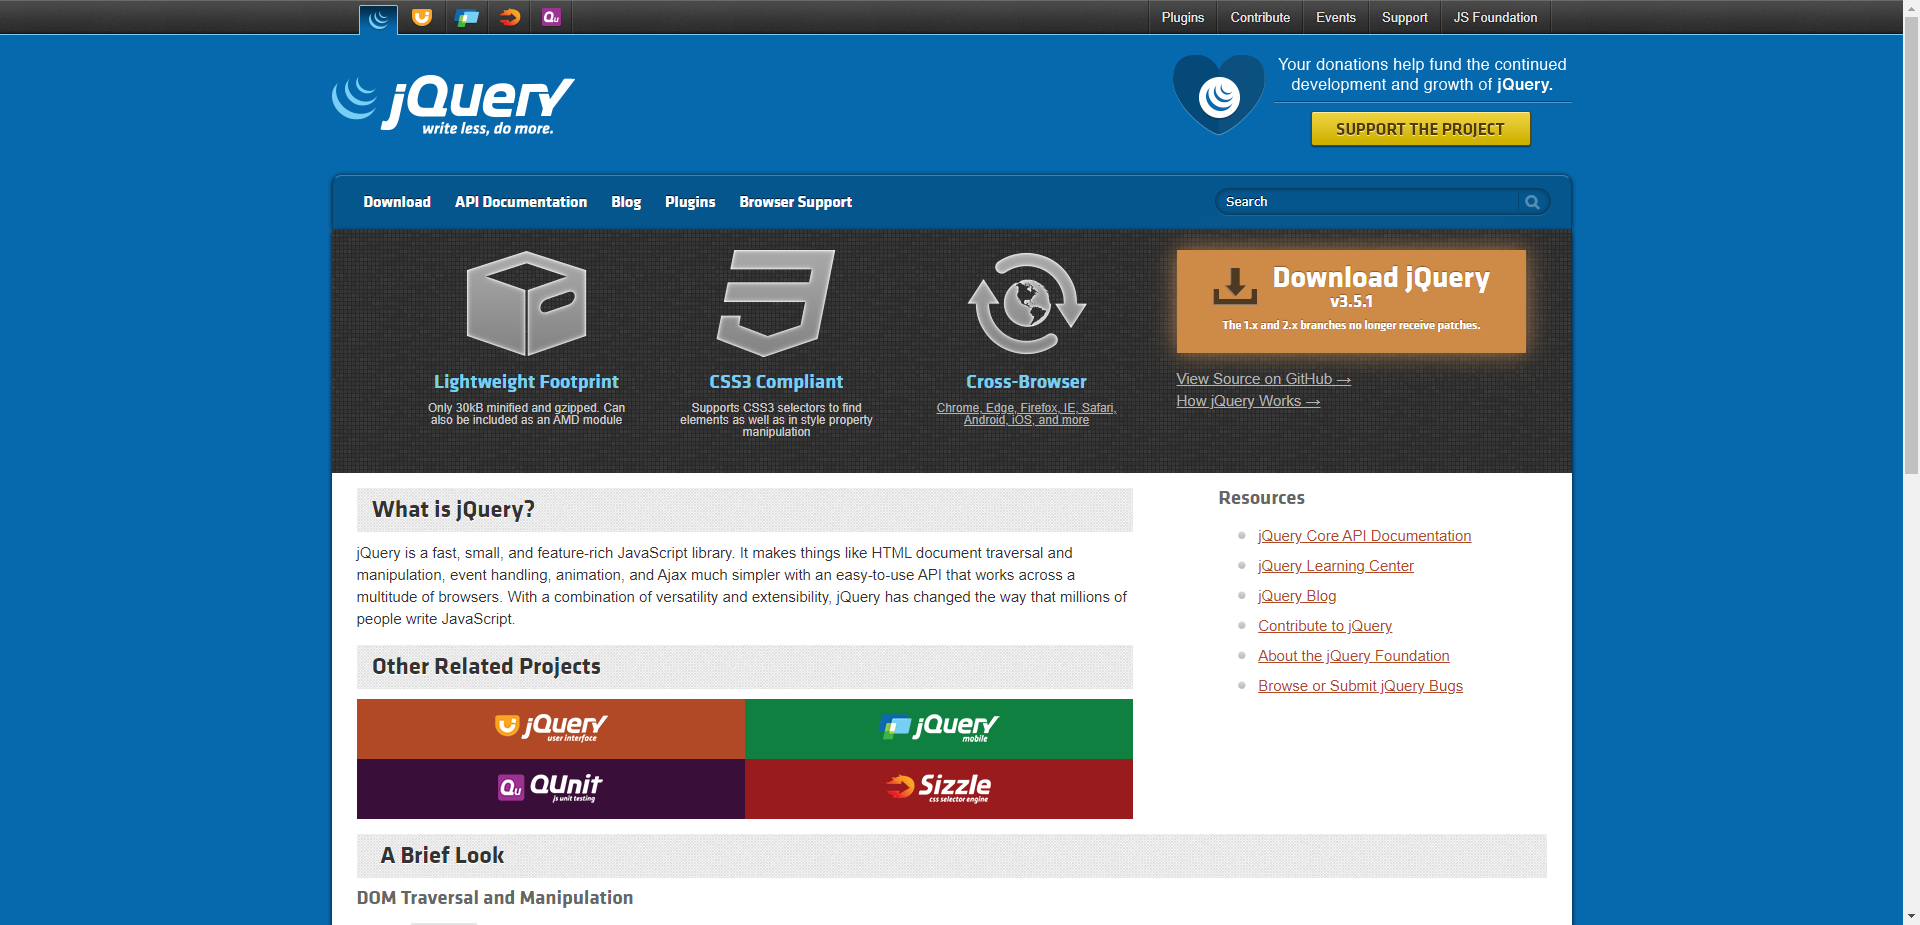 Qu
Plugins
Contribute
Events
Support
JS Foundation
jQuery
write less, do more.
Your donations help fund the continued
development and growth of jQuery.
SUPPORT THE PROJECT
Download
API Documentation
Blog
Plugins
Browser Support
Search
Lightweight Footprint
Only 30kB minified and gzipped. Can
also be included as an AMD module
CSS3 Compliant
Supports CSS3 selectors to find
elements as well as in style property
manipulation
Cross-Browser
Chrome, Edge, Firefox, IE, Safari,
Android, iOS, and more
Download jQuery
v3.5.1
The 1.x and 2.x branches no longer receive patches.
View Source on GitHub →
How jQuery Works →
What is jQuery?
jQuery is a fast, small, and feature-rich JavaScript library. It makes things like HTML document traversal and
manipulation, event handling, animation, and Ajax much simpler with an easy-to-use API that works across a
multitude of browsers. With a combination of versatility and extensibility, jQuery has changed the way that millions of
people write JavaScript.
Other Related Projects
jQuery
user interface
jQuery
mobile
Qu QUnit
js unit testing
Sizzle
css selector engine
Resources
jQuery Core API Documentation
jQuery Learning Center
jQuery Blog
Contribute to jQuery
About the jQuery Foundation
Browse or Submit jQuery Bugs
A Brief Look
DOM Traversal and Manipulation